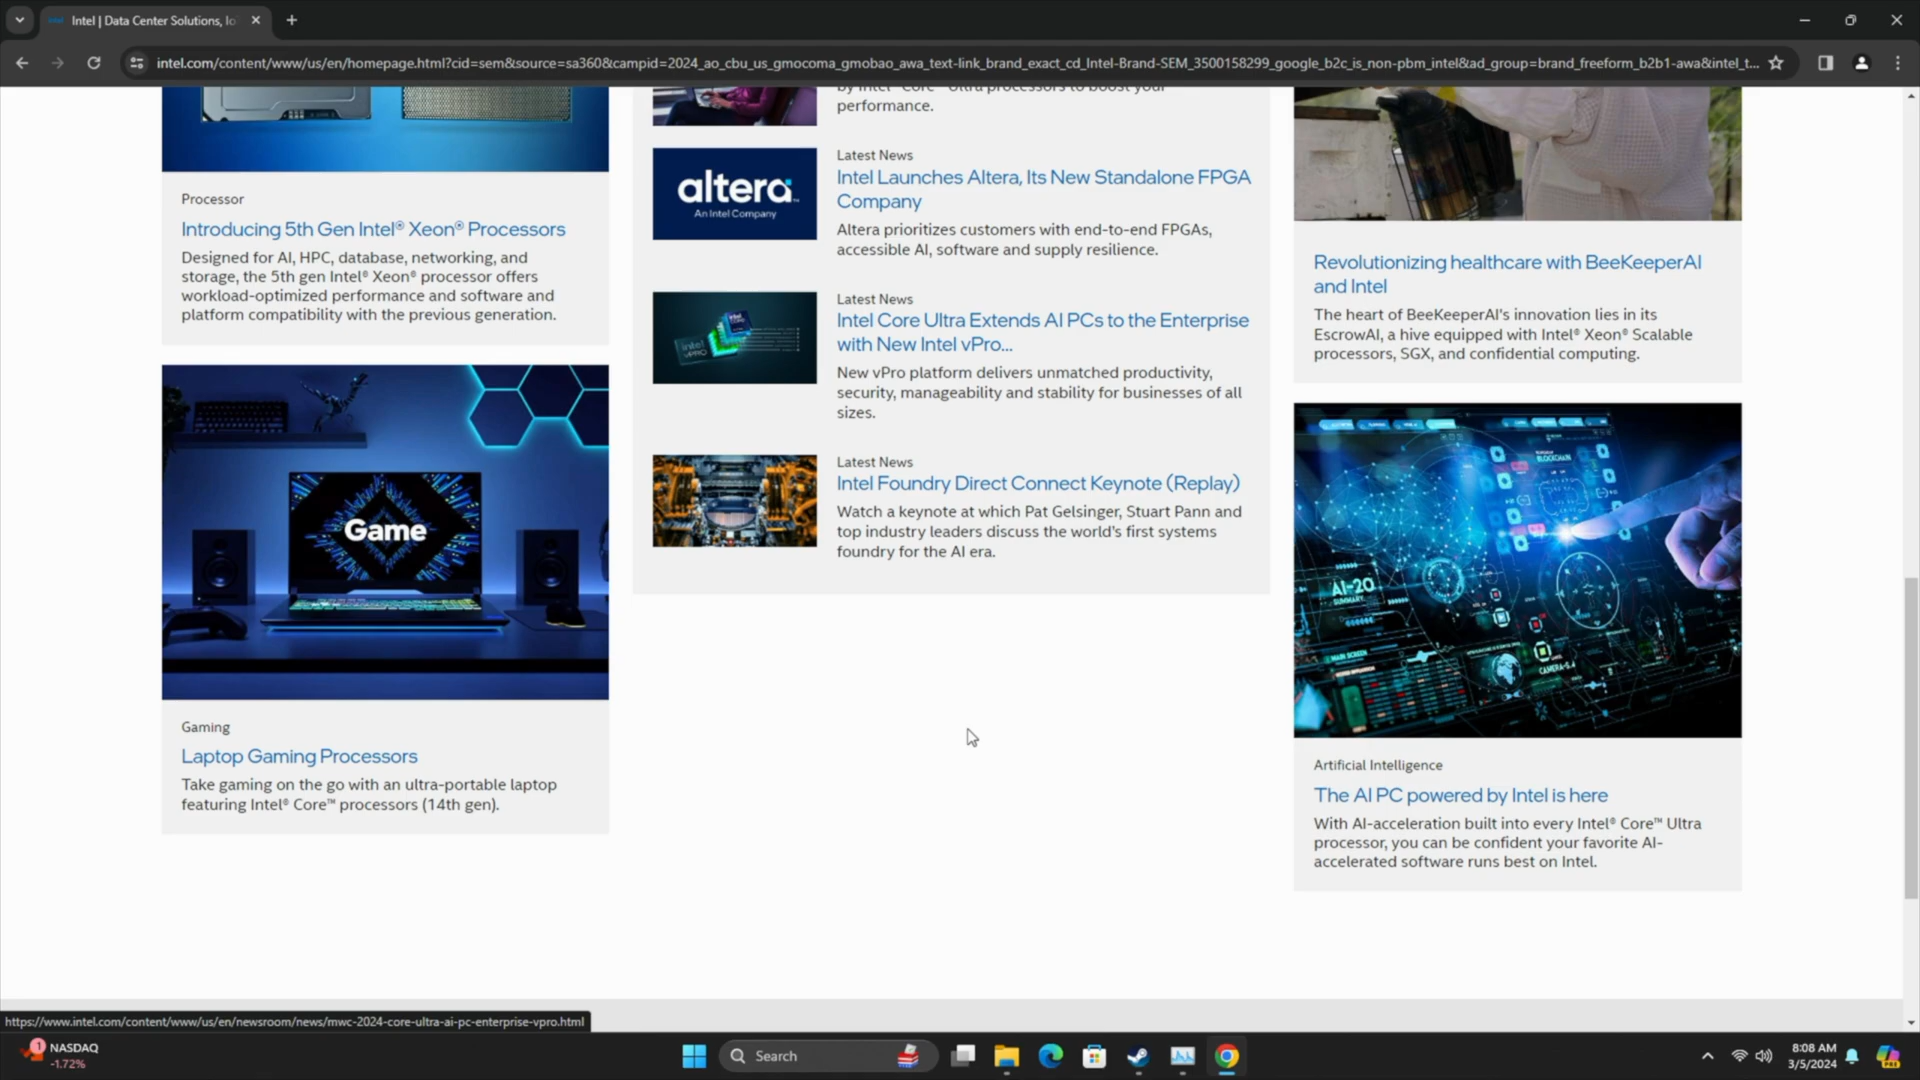 Intel | Data Center Solutions, Io
intel.com/content/www/us/en/homepage.html?cid=sem&source=sa360&campid=2024_ao_cbu_us_gmocoma_gmobao_awa_text-link_brand_exact_cd_Intel-Brand-SEM_3500158299_google_b2c_is_non-pbm_intel&ad_group=brand_freeform_b2b1-awa&intel_t...
Processor
Introducing 5th Gen Intel® Xeon® Processors
Designed for AI, HPC, database, networking, and
storage, the 5th gen Intel® Xeon® processor offers
workload-optimized performance and software and
platform compatibility with the previous generation.
Game
Gaming
Laptop Gaming Processors
Take gaming on the go with an ultra-portable laptop
featuring Intel® Core™ processors (14th gen).
by Intel® Core™ Ultra processors to boost your
performance.
altera
An Intel Company
Latest News
Intel Launches Altera, Its New Standalone FPGA
Company
Altera prioritizes customers with end-to-end FPGAs,
accessible AI, software and supply resilience.
intel
vPRO
Latest News
Intel Core Ultra Extends AI PCs to the Enterprise
with New Intel vPro...
New vPro platform delivers unmatched productivity,
security, manageability and stability for businesses of all
sizes.
Latest News
Intel Foundry Direct Connect Keynote (Replay)
Watch a keynote at which Pat Gelsinger, Stuart Pann and
top industry leaders discuss the world's first systems
foundry for the AI era.
Revolutionizing healthcare with BeeKeeperAI
and Intel
The heart of BeeKeeperAI's innovation lies in its
EscrowAI, a hive equipped with Intel® Xeon® Scalable
processors, SGX, and confidential computing.
BLOCKCHAIN
AI-20
SUMMARY
MAIN SCREEN
CAMERA-5.4
Artificial Intelligence
The AI PC powered by Intel is here
With AI-acceleration built into every Intel® Core™ Ultra
processor, you can be confident your favorite AI-
accelerated software runs best on Intel.
https://www.intel.com/content/www/us/en/newsroom/news/mwc-2024-core-ultra-ai-pc-enterprise-vpro.html
1
NASDAQ
-1.72%
Search
8:08 AM
3/5/2024